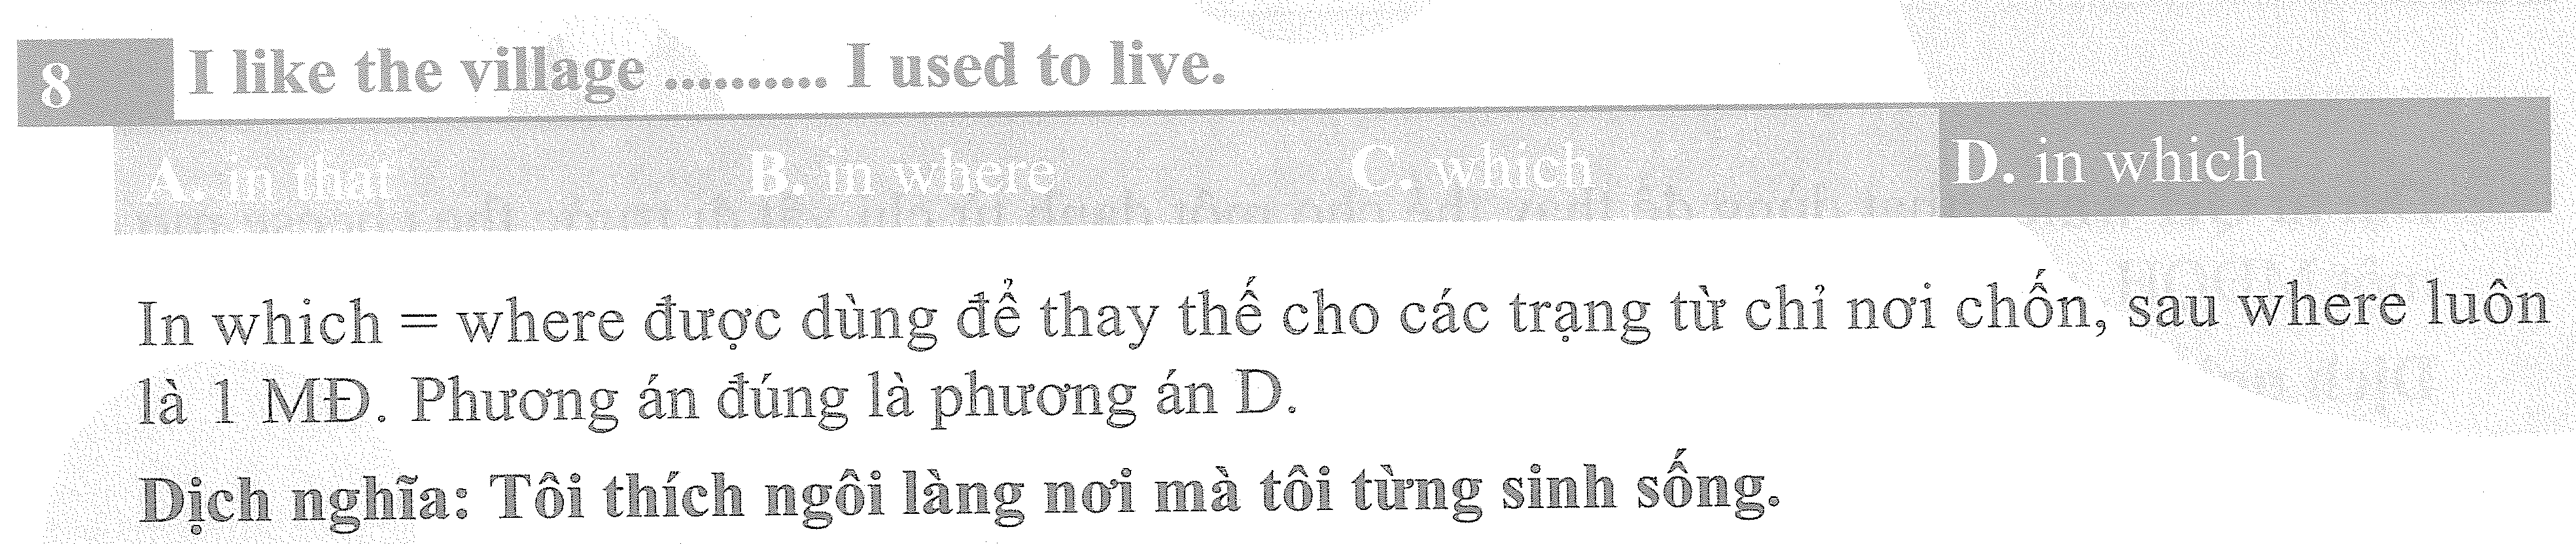 8 I like the village .......... I used to live.
A. in that B. in where C. which D. in which
In which = where được dùng để thay thế cho các trạng từ chỉ nơi chốn, sau where luôn
là 1 MĐ. Phương án đúng là phương án D.
Dịch nghĩa: Tôi thích ngôi làng nơi mà tôi từng sinh sống.